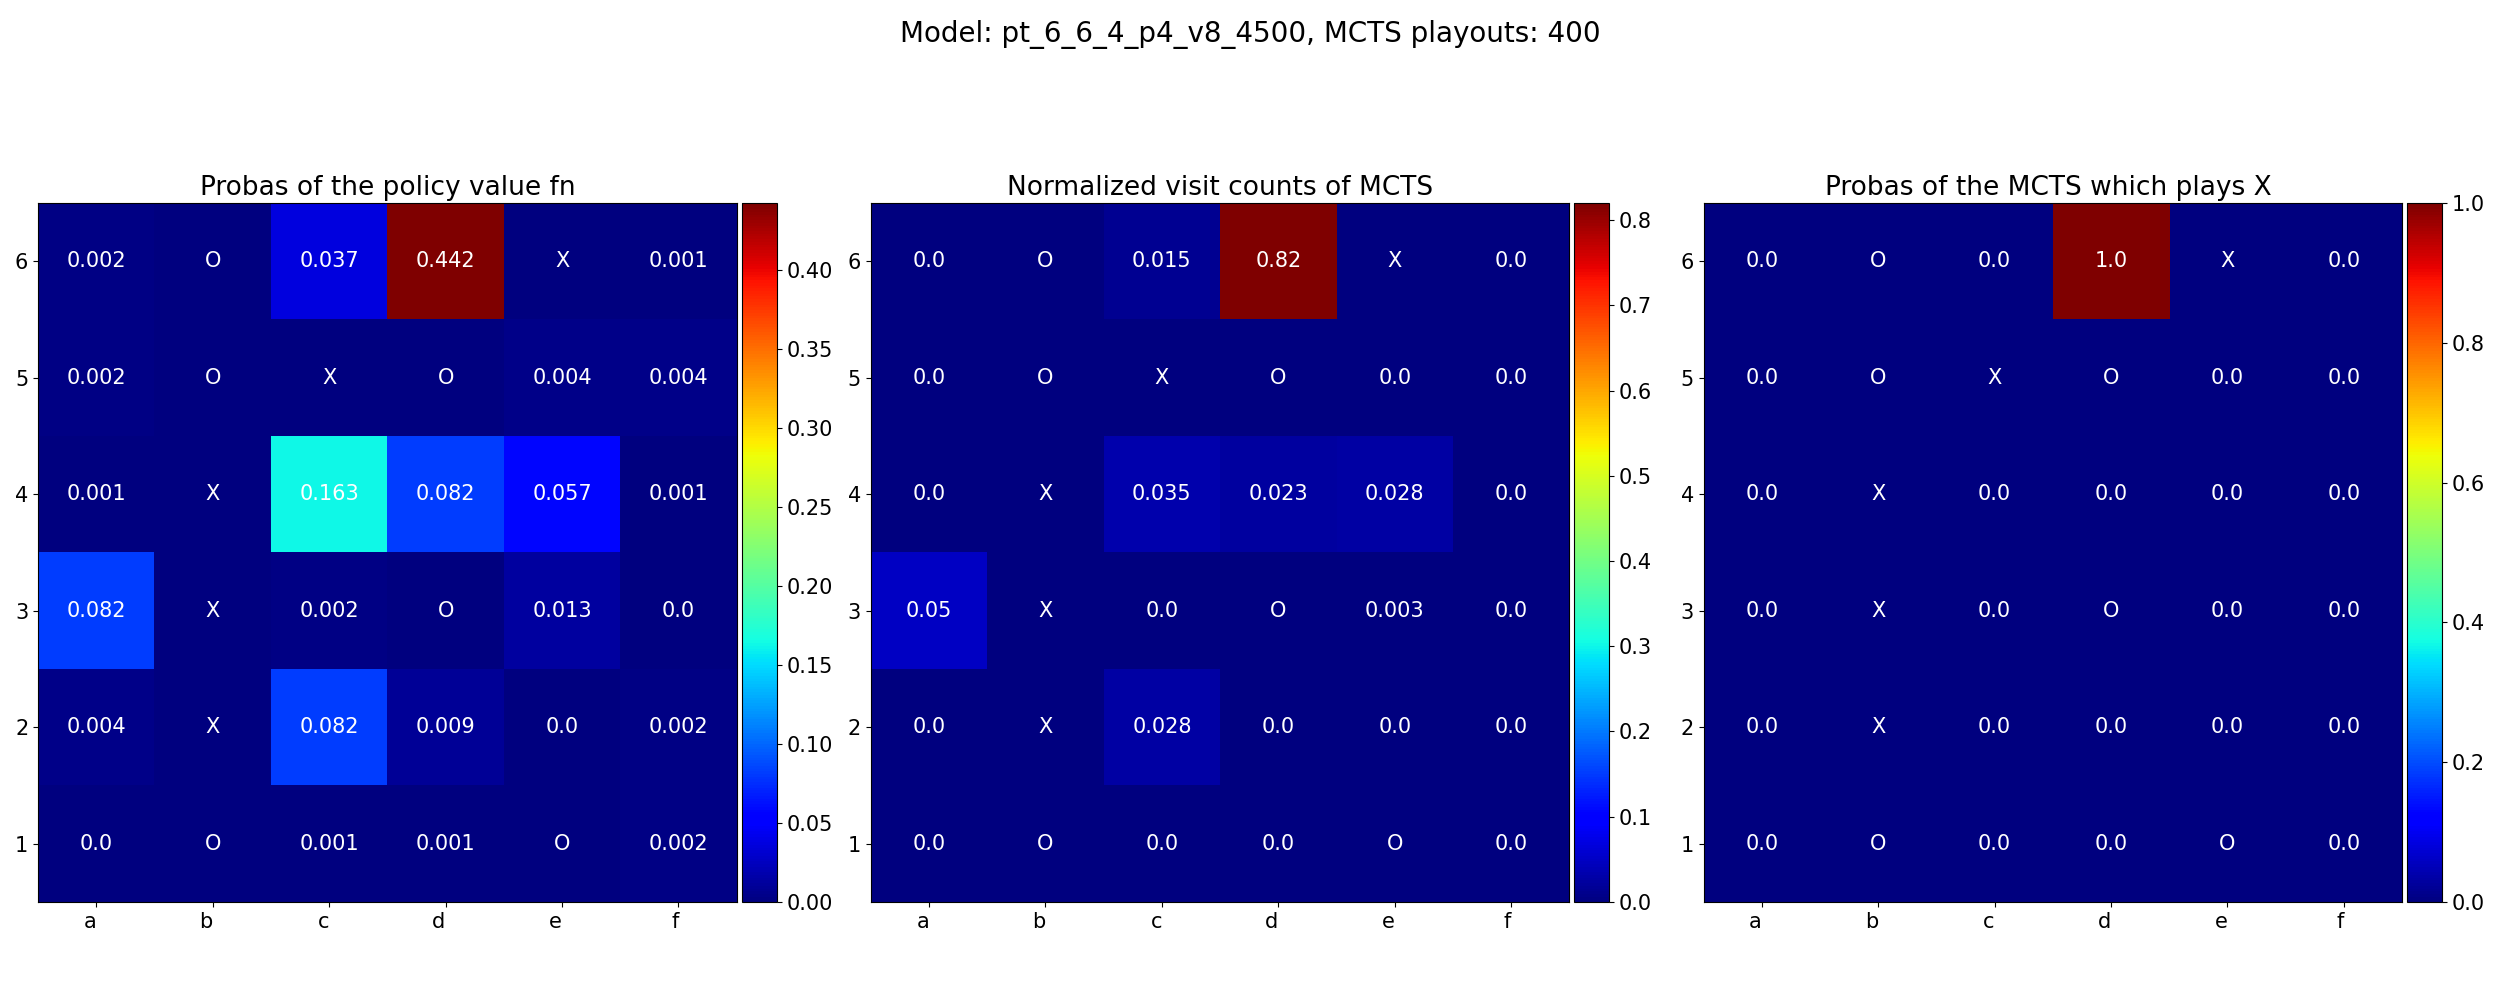 Model: pt_6_6_4_p4_v8_4500, MCTS playouts: 400
Probas of the policy value fn
6 0.002 O 0.037 0.442 X 0.001
5 0.002 O X O 0.004 0.004
4 0.001 X 0.163 0.082 0.057 0.001
3 0.082 X 0.002 O 0.013 0.0
2 0.004 X 0.082 0.009 0.0 0.002
1 0.0 O 0.001 0.001 O 0.002
a b c d e f
0.40
0.35
0.30
0.25
0.20
0.15
0.10
0.05
0.00
Normalized visit counts of MCTS
6 0.0 O 0.015 0.82 X 0.0
5 0.0 O X O 0.0 0.0
4 0.0 X 0.035 0.023 0.028 0.0
3 0.05 X 0.0 O 0.003 0.0
2 0.0 X 0.028 0.0 0.0 0.0
1 0.0 O 0.0 0.0 O 0.0
a b c d e f
0.8
0.7
0.6
0.5
0.4
0.3
0.2
0.1
0.0
Probas of the MCTS which plays X
6 0.0 O 0.0 1.0 X 0.0
5 0.0 O X O 0.0 0.0
4 0.0 X 0.0 0.0 0.0 0.0
3 0.0 X 0.0 O 0.0 0.0
2 0.0 X 0.0 0.0 0.0 0.0
1 0.0 O 0.0 0.0 O 0.0
a b c d e f
1.0
0.8
0.6
0.4
0.2
0.0